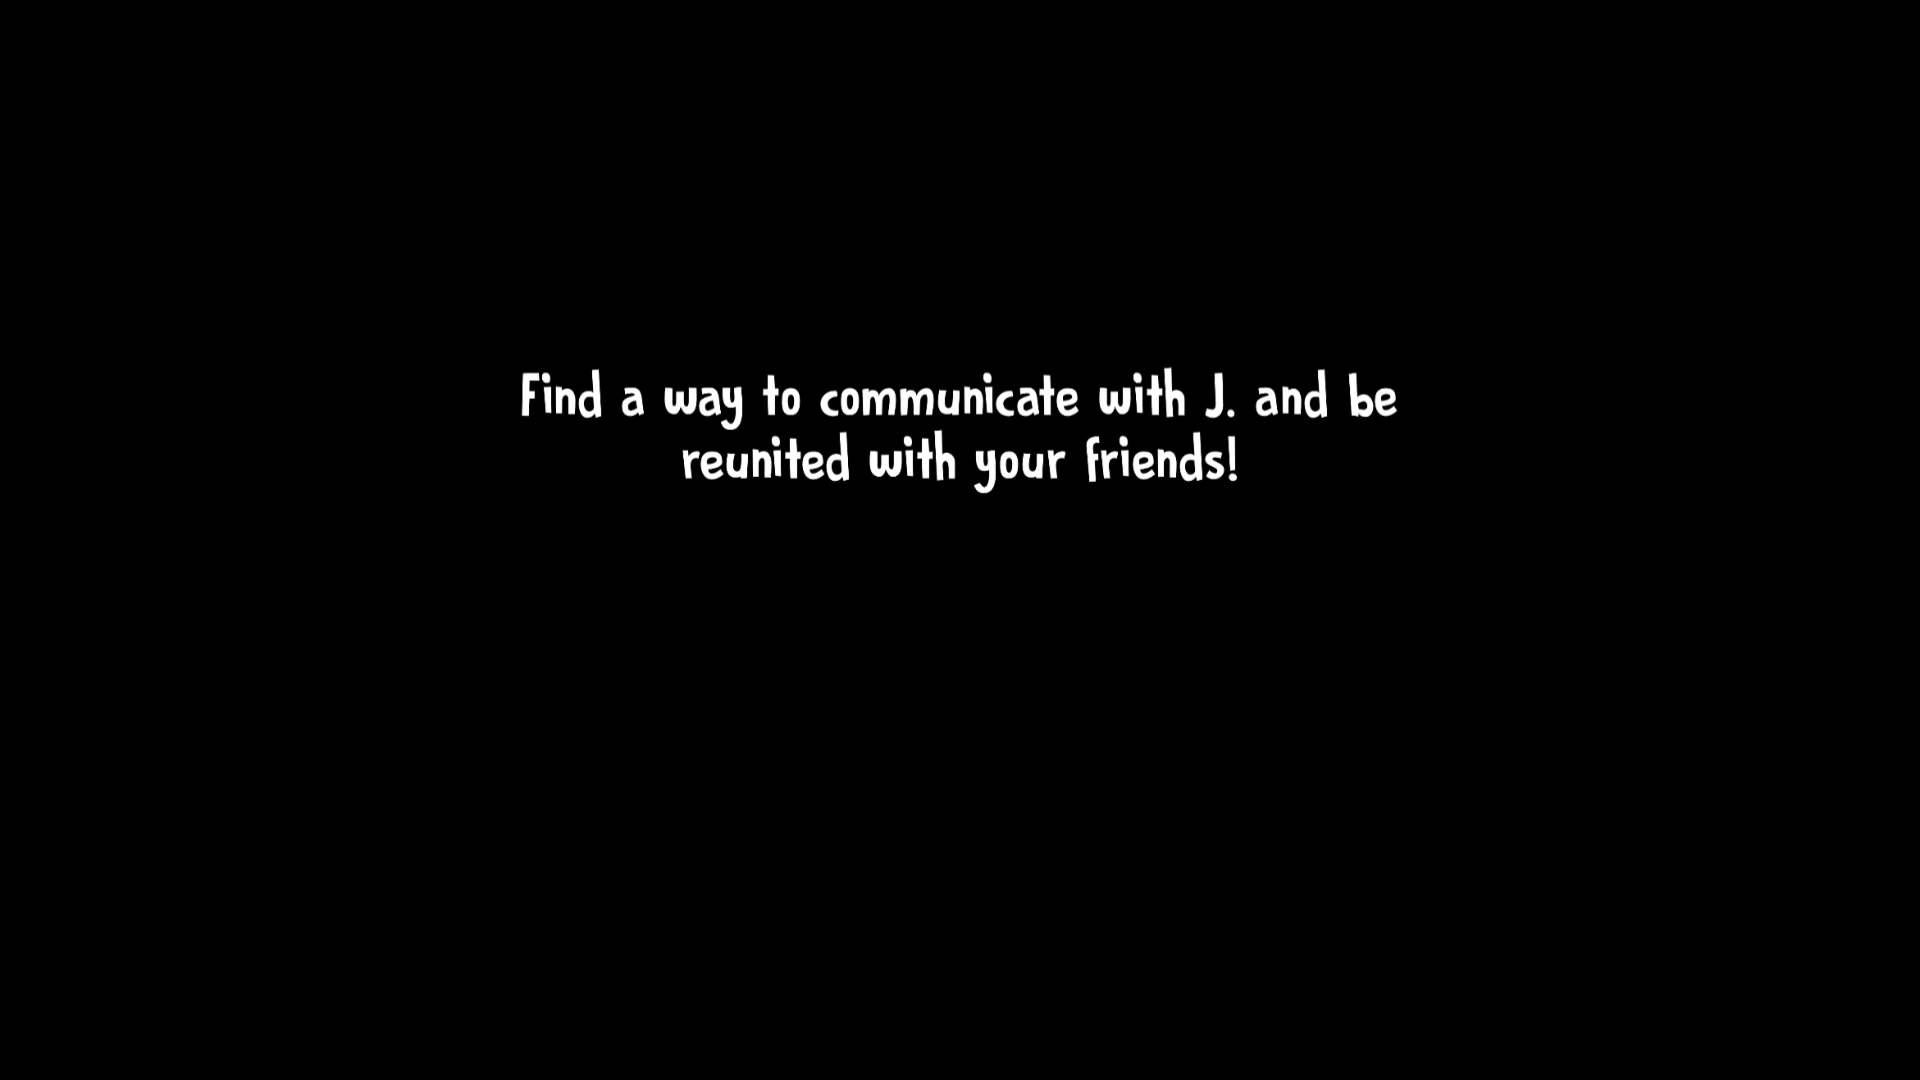 Find a way to communicate with J. and be
reunited with your friends!